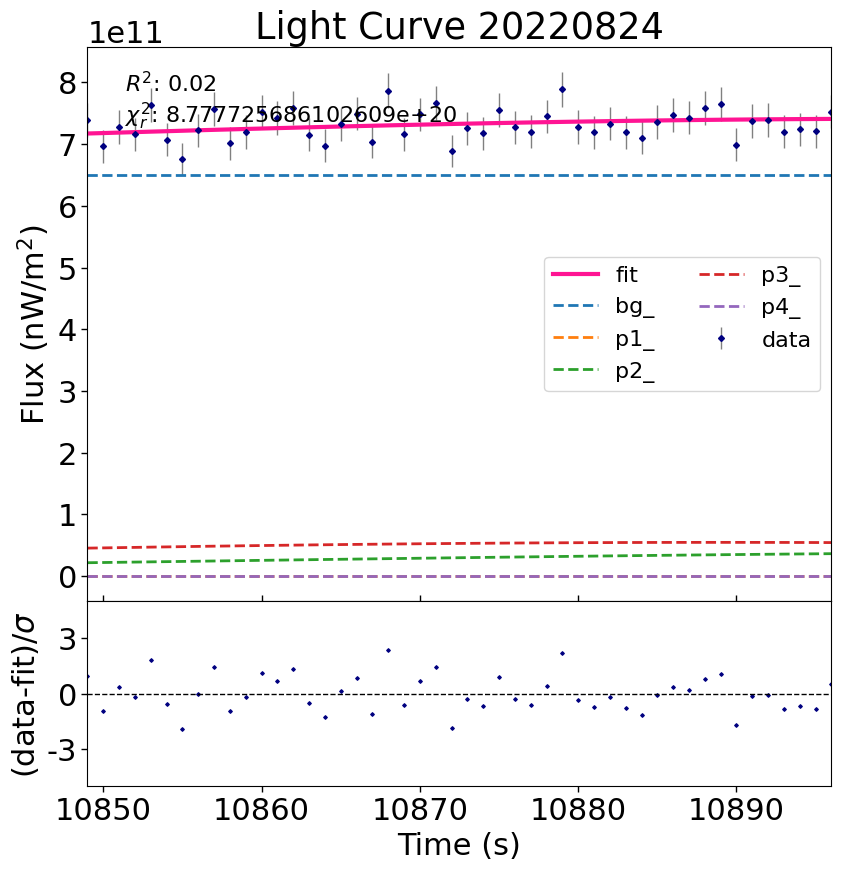 Light Curve 20220824
1e11
R²: 0.02
χ²ᵣ: 8.777725686102609e+20
8
7
6
5
4
3
2
1
0
Flux (nW/m²)
fit
bg_
p1_
p2_
p3_
p4_
data
3
0
-3
(data-fit)/σ
10850 10860 10870 10880 10890
Time (s)